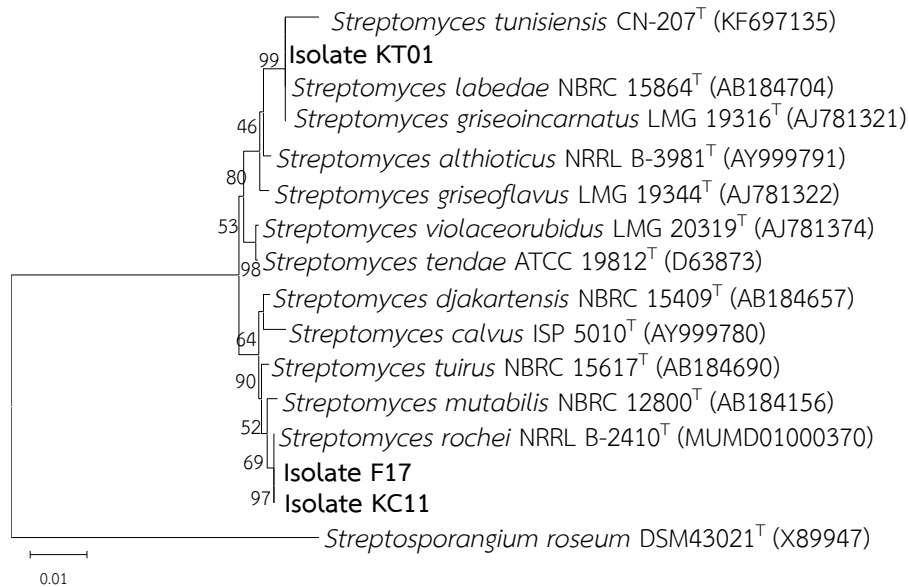 Streptomyces tunisiensis CN-207T (KF697135)
99
Isolate KT01
Streptomyces labedae NBRC 15864T (AB184704)
Streptomyces griseoincarnatus LMG 19316T (AJ781321)
46
Streptomyces althioticus NRRL B-3981T (AY999791)
80
Streptomyces griseoflavus LMG 19344T (AJ781322)
53
Streptomyces violaceorubidus LMG 20319T (AJ781374)
98
Streptomyces tendae ATCC 19812T (D63873)
Streptomyces djakartensis NBRC 15409T (AB184657)
64
Streptomyces calvus ISP 5010T (AY999780)
90
Streptomyces tuirus NBRC 15617T (AB184690)
Streptomyces mutabilis NBRC 12800T (AB184156)
52
Streptomyces rochei NRRL B-2410T (MUMD01000370)
69
Isolate F17
97
Isolate KC11
Streptosporangium roseum DSM43021T (X89947)
0.01